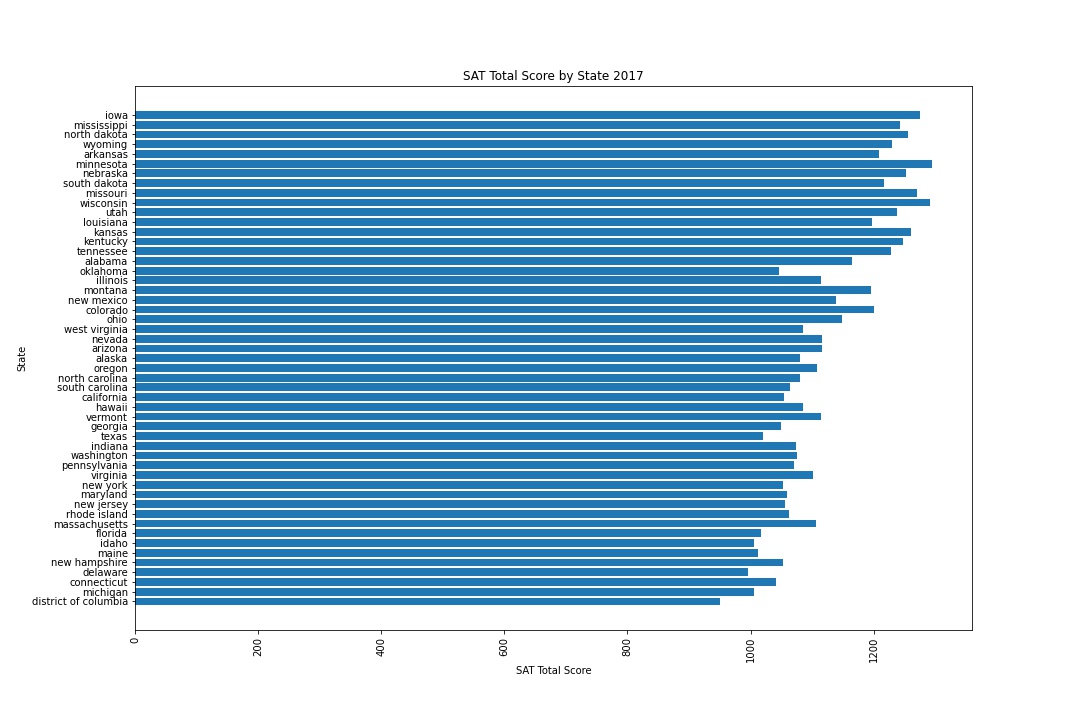 SAT Total Score by State 2017
State
iowa
mississippi
north dakota
wyoming
arkansas
minnesota
nebraska
south dakota
missouri
wisconsin
utah
louisiana
kansas
kentucky
tennessee
alabama
oklahoma
illinois
montana
new mexico
colorado
ohio
west virginia
nevada
arizona
alaska
oregon
north carolina
south carolina
california
hawaii
vermont
georgia
texas
indiana
washington
pennsylvania
virginia
new york
maryland
new jersey
rhode island
massachusetts
florida
idaho
maine
new hampshire
delaware
connecticut
michigan
district of columbia
0
200
400
600
800
1000
1200
SAT Total Score